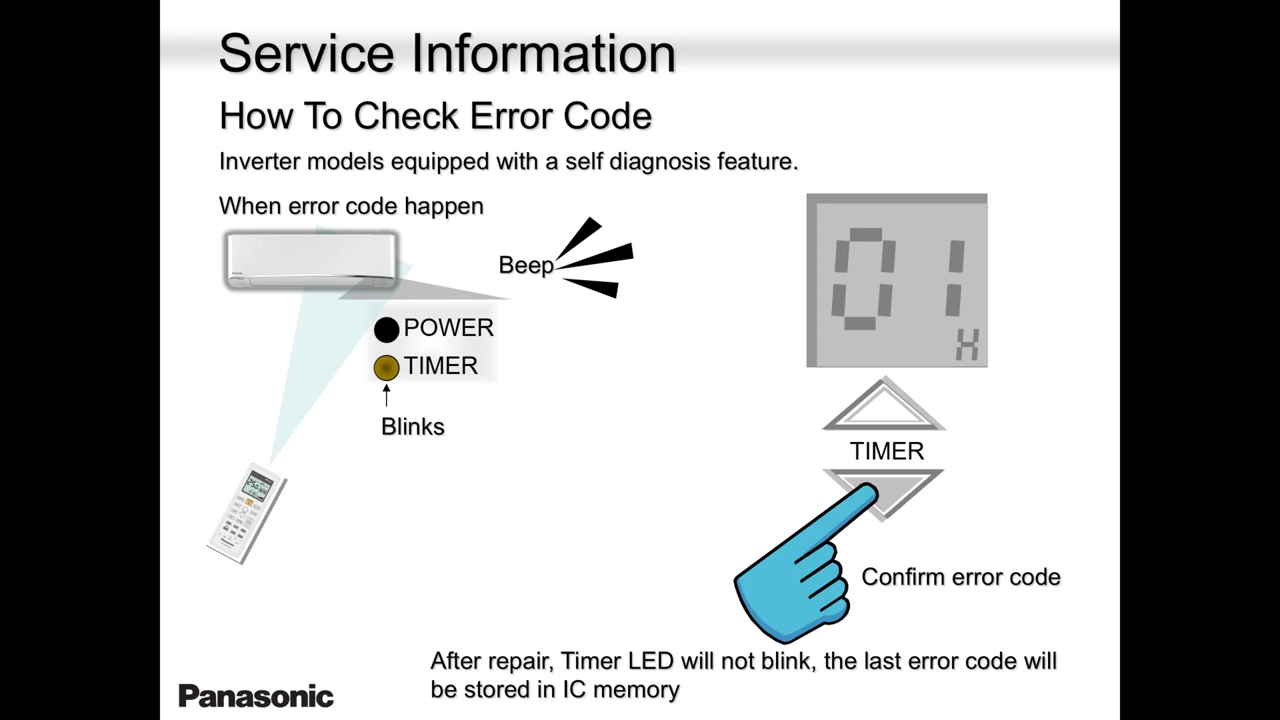 Service Information
How To Check Error Code
Inverter models equipped with a self diagnosis feature.
When error code happen
Beep
POWER
TIMER
Blinks
01
H
TIMER
Confirm error code
After repair, Timer LED will not blink, the last error code will
be stored in IC memory
Panasonic